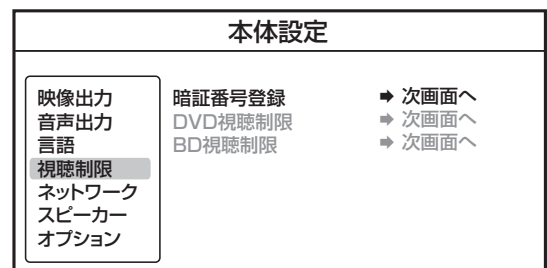 本体設定
映像出力
音声出力
言語
視聴制限
ネットワーク
スピーカー
オプション
暗証番号登録 ➡ 次画面へ
DVD視聴制限 ➡ 次画面へ
BD視聴制限 ➡ 次画面へ